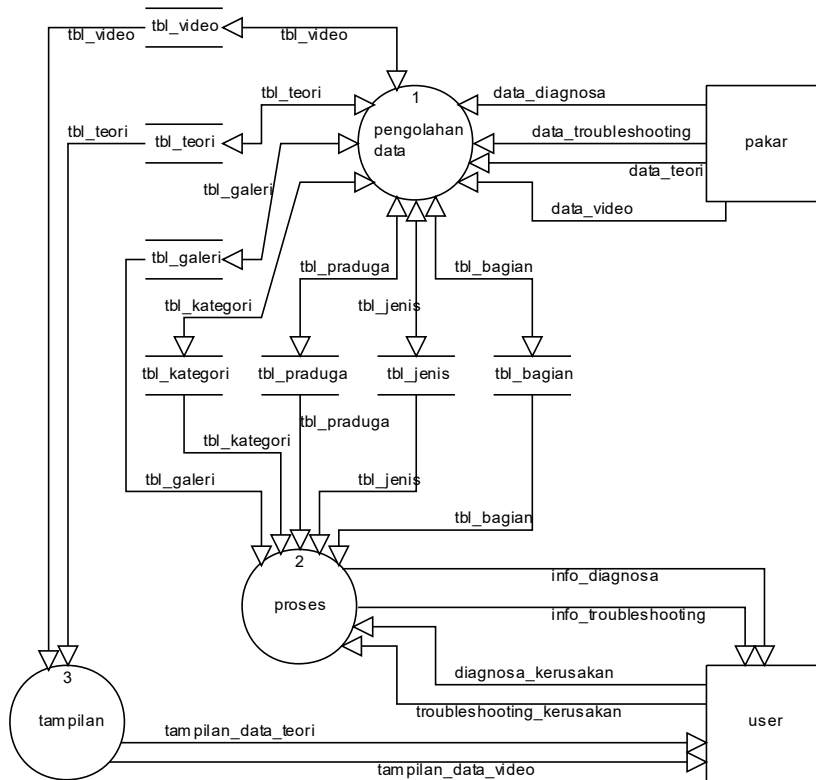 tbl_video
tbl_video
tbl_video
1
pengolahan
data
data_diagnosa
data_troubleshooting
data_teori
data_video
pakar
tbl_teori
tbl_teori
tbl_teori
tbl_galeri
tbl_galeri
tbl_praduga
tbl_bagian
tbl_kategori
tbl_jenis
tbl_kategori
tbl_praduga
tbl_jenis
tbl_bagian
tbl_praduga
tbl_kategori
tbl_galeri
tbl_jenis
tbl_bagian
2
proses
info_diagnosa
info_troubleshooting
diagnosa_kerusakan
troubleshooting_kerusakan
3
tampilan
user
tampilan_data_teori
tampilan_data_video